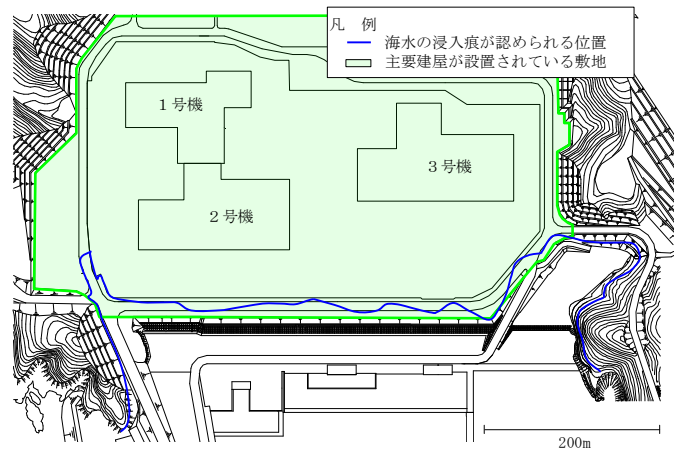 凡 例
海水の浸入痕が認められる位置
主要建屋が設置されている敷地
1号機
3号機
2号機
200m